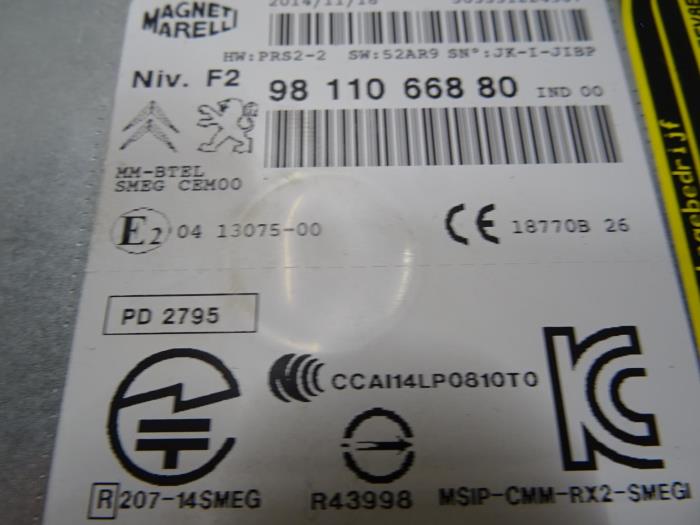 MAGNETI
MARELLI
2014/11/18
HW:PRS2-2 SW:52AR9 SN°:JK-I-JIBP
Niv. F2 98 110 668 80 IND 00
MM-BTEL
SMEG CEM00
E2 04 13075-00 CE 18770B 26
PD 2795
CCAI14LP0810T0
KC
R 207-14SMEG R43998 MSIP-CMM-RX2-SMEGI